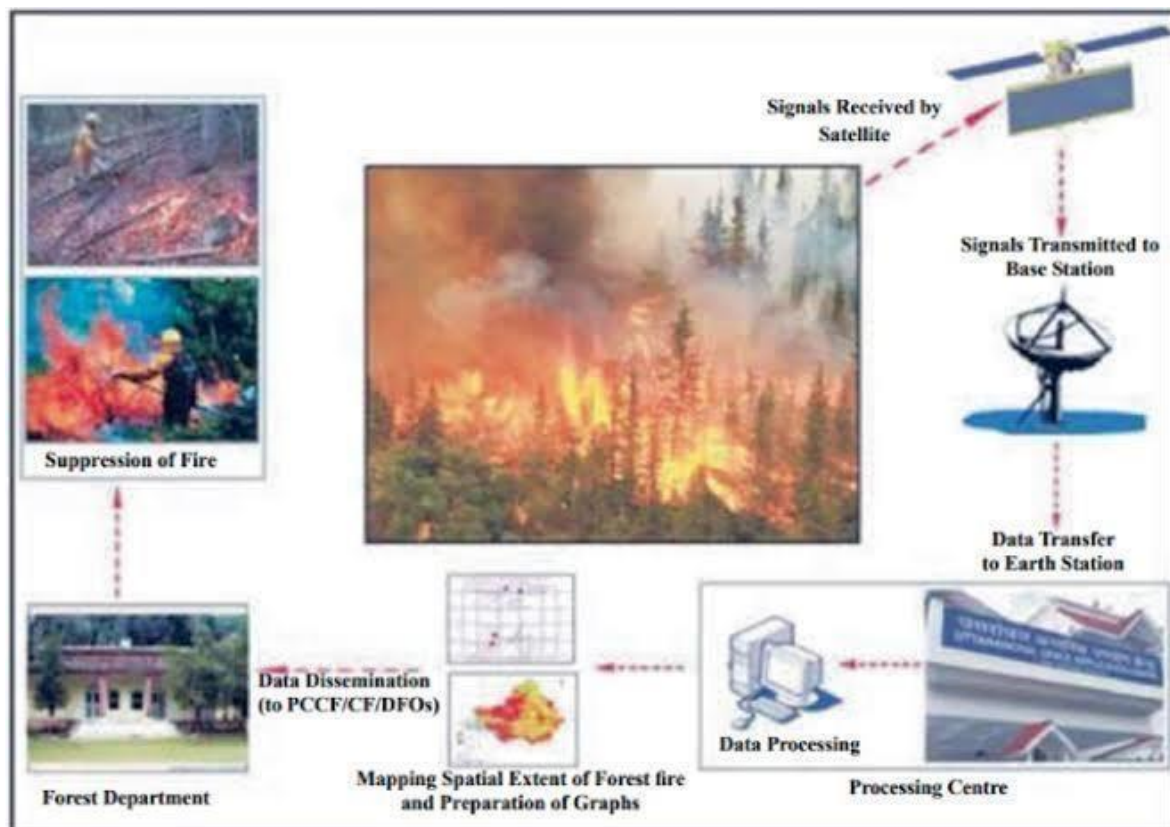 Signals Received by
Satellite
Signals Transmitted to
Base Station
Data Transfer
to Earth Station
Data Processing
Processing Centre
Mapping Spatial Extent of Forest fire
and Preparation of Graphs
Data Dissemination
(to PCCF/CF/DFOs)
Forest Department
Suppression of Fire